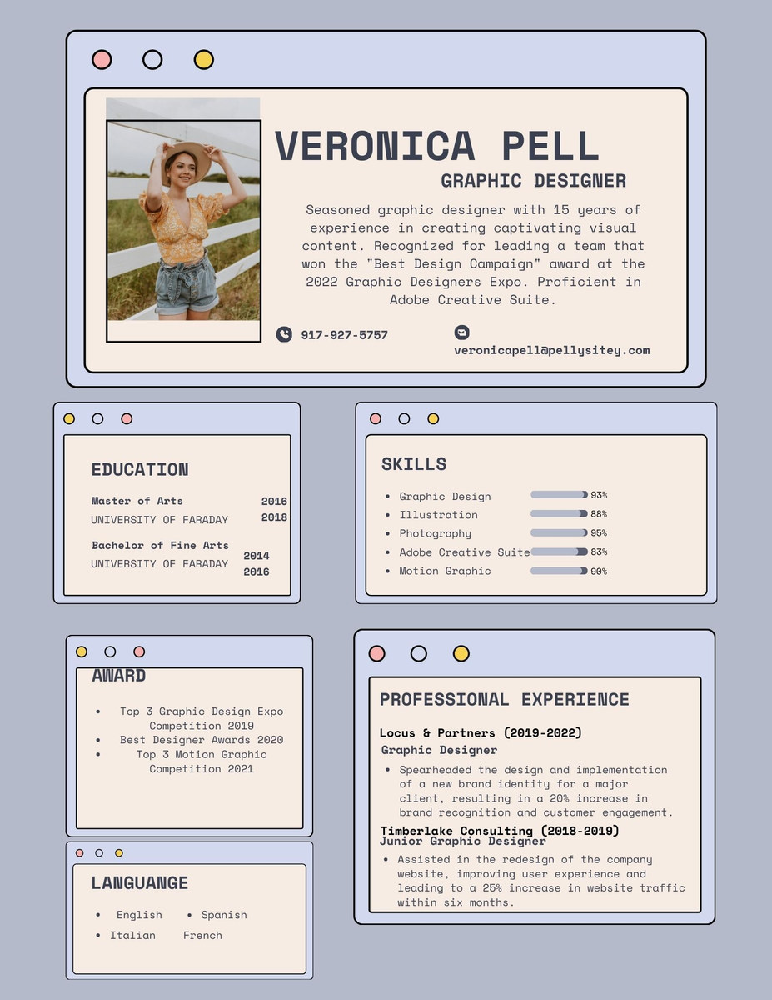 VERONICA PELL
GRAPHIC DESIGNER
Seasoned graphic designer with 15 years of
experience in creating captivating visual
content. Recognized for leading a team that
won the "Best Design Campaign" award at the
2022 Graphic Designers Expo. Proficient in
Adobe Creative Suite.
917-927-5757
veronicapell@pellysitey.com
EDUCATION
Master of Arts 2016
UNIVERSITY OF FARADAY 2018
Bachelor of Fine Arts 2014
UNIVERSITY OF FARADAY 2016
SKILLS
• Graphic Design 93%
• Illustration 88%
• Photography 95%
• Adobe Creative Suite 83%
• Motion Graphic 90%
AWARD
• Top 3 Graphic Design Expo
Competition 2019
• Best Designer Awards 2020
• Top 3 Motion Graphic
Competition 2021
LANGUANGE
• English • Spanish
• Italian French
PROFESSIONAL EXPERIENCE
Locus & Partners (2019-2022)
Graphic Designer
• Spearheaded the design and implementation
of a new brand identity for a major
client, resulting in a 20% increase in
brand recognition and customer engagement.
Timberlake Consulting (2018-2019)
Junior Graphic Designer
• Assisted in the redesign of the company
website, improving user experience and
leading to a 25% increase in website traffic
within six months.